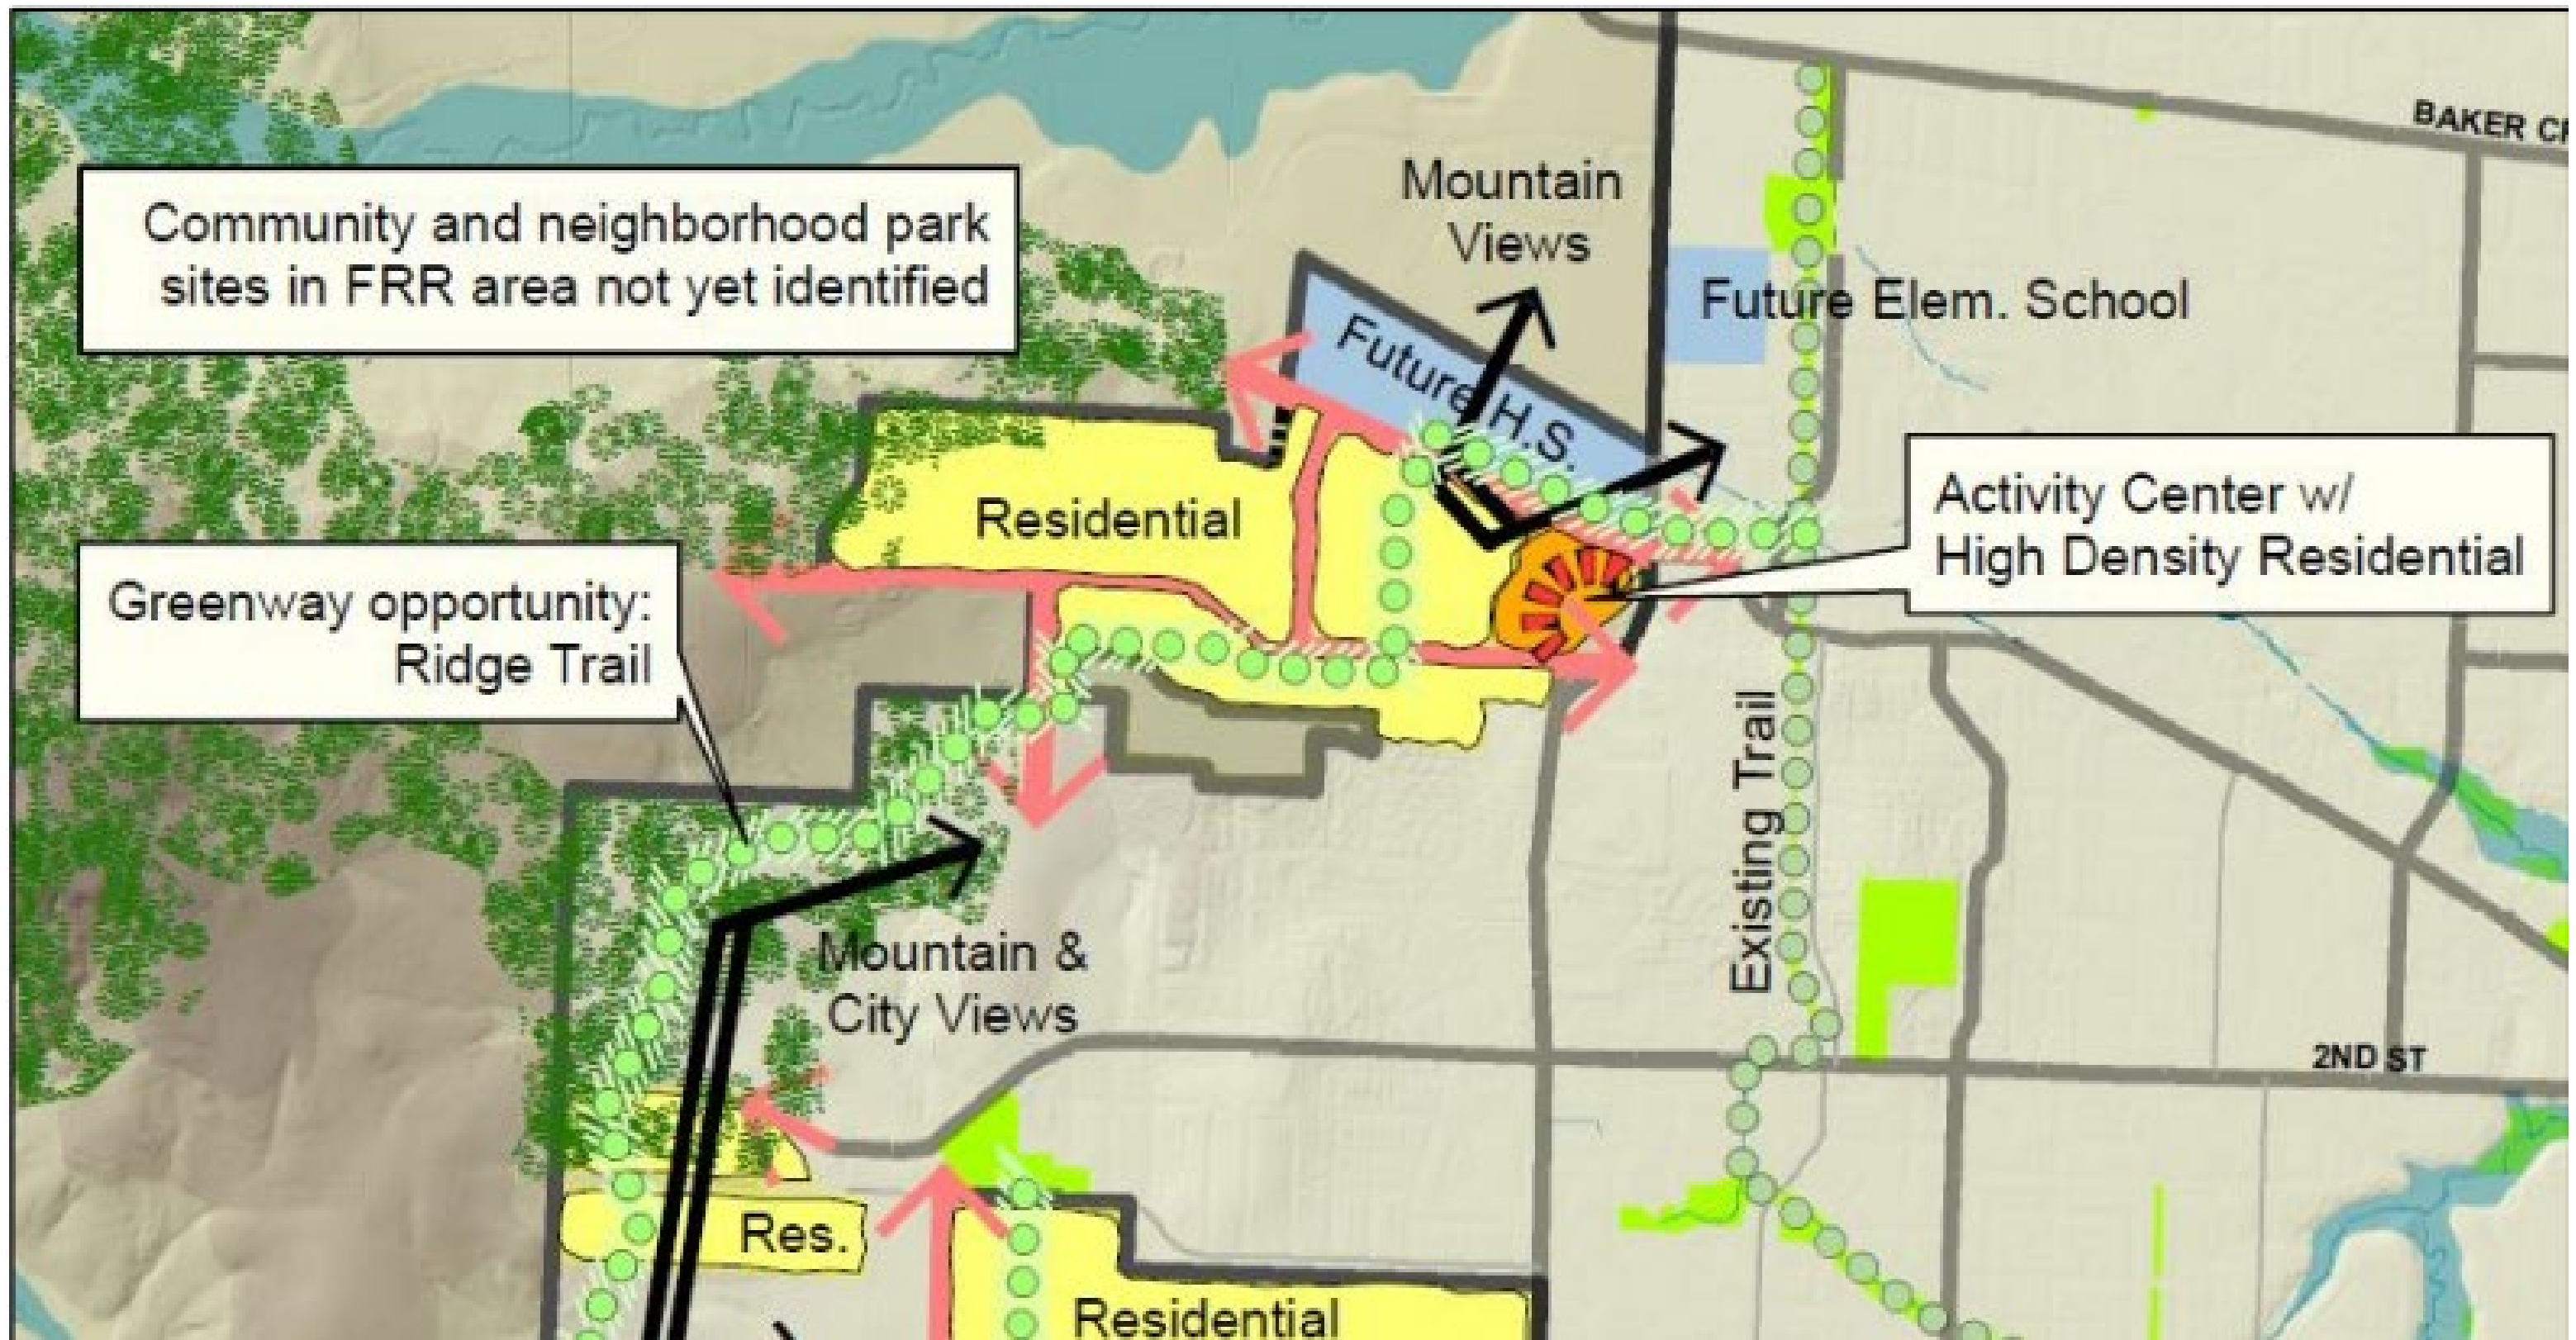 BAKER CR
Mountain
Views
Community and neighborhood park
sites in FRR area not yet identified
Future Elem. School
Future H.S.
Activity Center w/
High Density Residential
Residential
Greenway opportunity:
Ridge Trail
Existing Trail
Mountain &
City Views
2ND ST
Res.
Residential